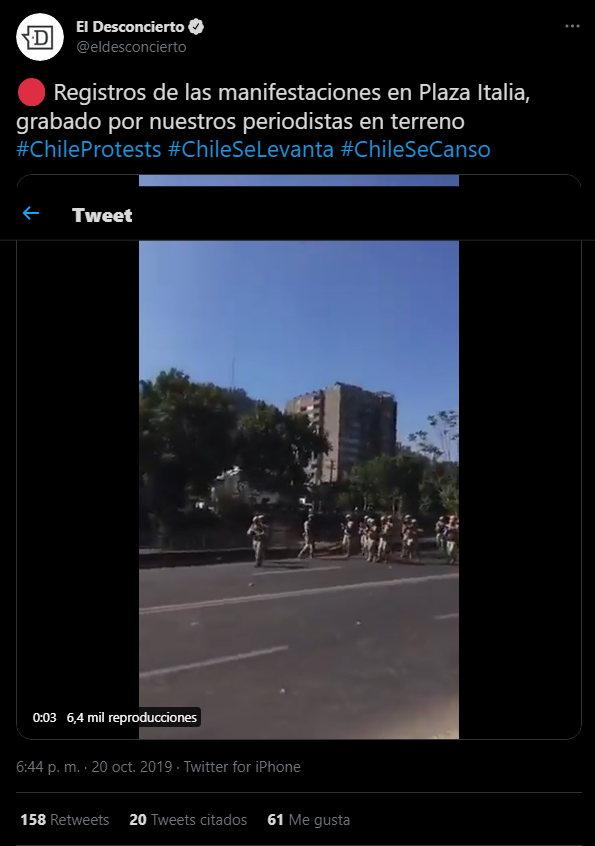 El Desconcierto
@eldesconcierto
D
Registros de las manifestaciones en Plaza Italia,
grabado por nuestros periodistas en terreno
#ChileProtests #ChileSeLevanta #ChileSeCanso
Tweet
0:03 6,4 mil reproducciones
6:44 p. m. · 20 oct. 2019 · Twitter for iPhone
158 Retweets 20 Tweets citados 61 Me gusta